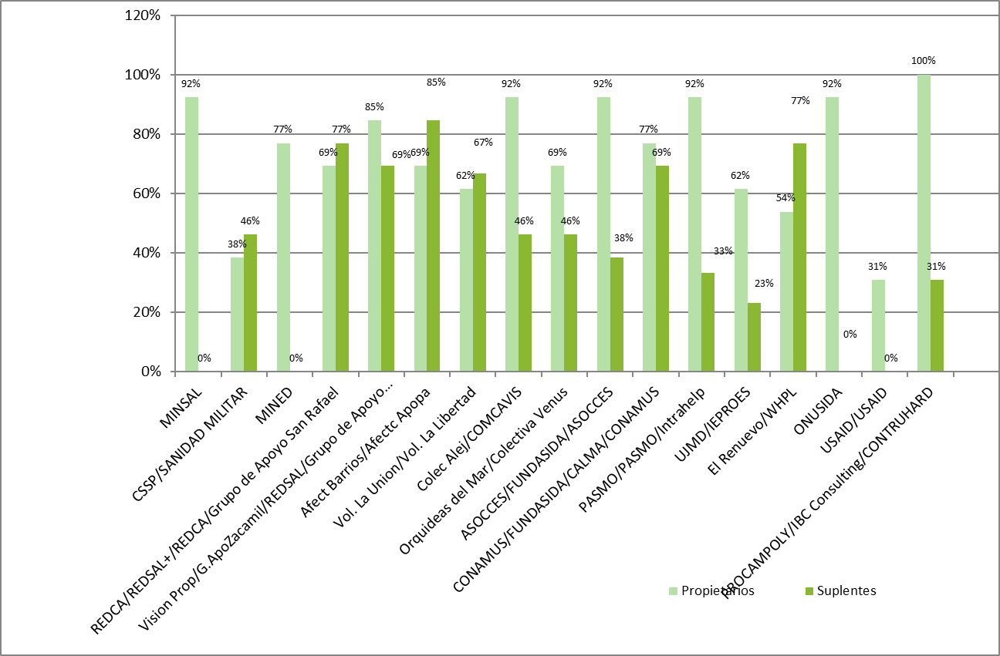 120%
100%
80%
60%
40%
20%
0%
92%
0%
38%
46%
77%
0%
69%
77%
85%
69%
69%
85%
62%
67%
92%
46%
69%
46%
92%
38%
77%
69%
92%
33%
62%
23%
54%
77%
92%
0%
31%
0%
100%
31%
MINSAL
CSSP/SANIDAD MILITAR
MINED
REDCA/REDSAL+/REDCA/Grupo de Apoyo San Rafael
Vision Prop/G.ApoZacamil/REDSAL/Grupo de Apoyo...
Afect Barrios/Afectc Apopa
Vol. La Union/Vol. La Libertad
Colec Alej/COMCAVIS
Orquideas del Mar/Colectiva Venus
ASOCCES/FUNDASIDA/ASOCCES
CONAMUS/FUNDASIDA/CALMA/CONAMUS
PASMO/PASMO/Intrahelp
UJMD/IEPROES
El Renuevo/WHPL
ONUSIDA
USAID/USAID
PROCAMPOLY/IBC Consulting/CONTRUHARD
Propietarios
Suplentes